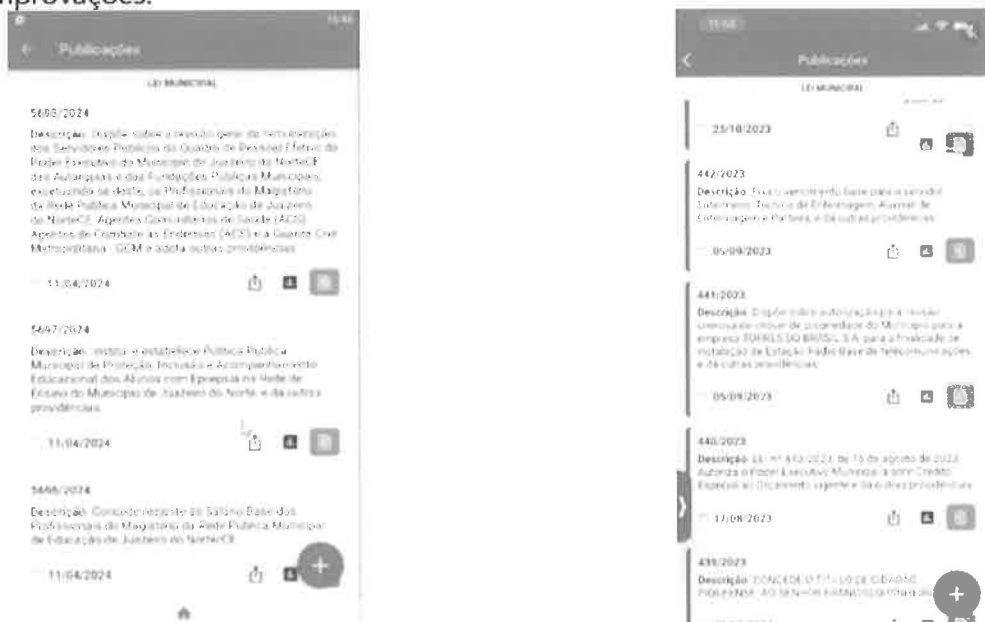 mprovações.
Publicações
LEI MUNICIPAL
5698/2024
Descrição: Dispõe sobre a revisão geral da remuneração
dos Servidores Públicos do Quadro de Pessoal Efetivo do
Poder Executivo do Município de Juazeiro do Norte/CE
das Autarquias e das Fundações Públicas Municipais,
excetuando-se deste, os Profissionais do Magistério
da Rede Pública Municipal de Educação de Juazeiro
do Norte/CE, Agentes Comunitários de Saúde (ACS)
Agentes de Combate as Endemias (ACE) e a Guarda Civil
Metropolitana - GCM e adota outras providências
11/04/2024
5697/2024
Descrição: Institui e estabelece Política Pública
Municipal de Proteção, Inclusão e Acompanhamento
Educacional dos Alunos com Epilepsia na Rede de
Ensino do Município de Juazeiro do Norte, e dá outras
providências.
11/04/2024
5696/2024
Descrição: Concede reajuste ao Salário Base dos
Profissionais do Magistério da Rede Pública Municipal
de Educação de Juazeiro do Norte/CE
11/04/2024
Publicações
LEI MUNICIPAL
23/10/2023
442/2023
Descrição: Fixa o vencimento base para o servidor
Enfermeiro, Técnico de Enfermagem, Auxiliar de
Enfermagem e Parteira, e dá outras providências
05/09/2023
441/2023
Descrição: Dispõe sobre autorização para a cessão
onerosa de imóvel de propriedade do Município para a
empresa TORRES DO BRASIL S.A. para a finalidade de
instalação de Estação Rádio Base de telecomunicações,
e dá outras providências
05/09/2023
440/2023
Descrição: LEI nº 440/2023, de 16 de agosto de 2023
Autoriza o Poder Executivo Municipal a abrir Crédito
Especial ao Orçamento vigente e dá outras providências
17/08/2023
439/2023
Descrição: CONCEDE O TÍTULO DE CIDADÃO
AO SENHOR FRANCISCO